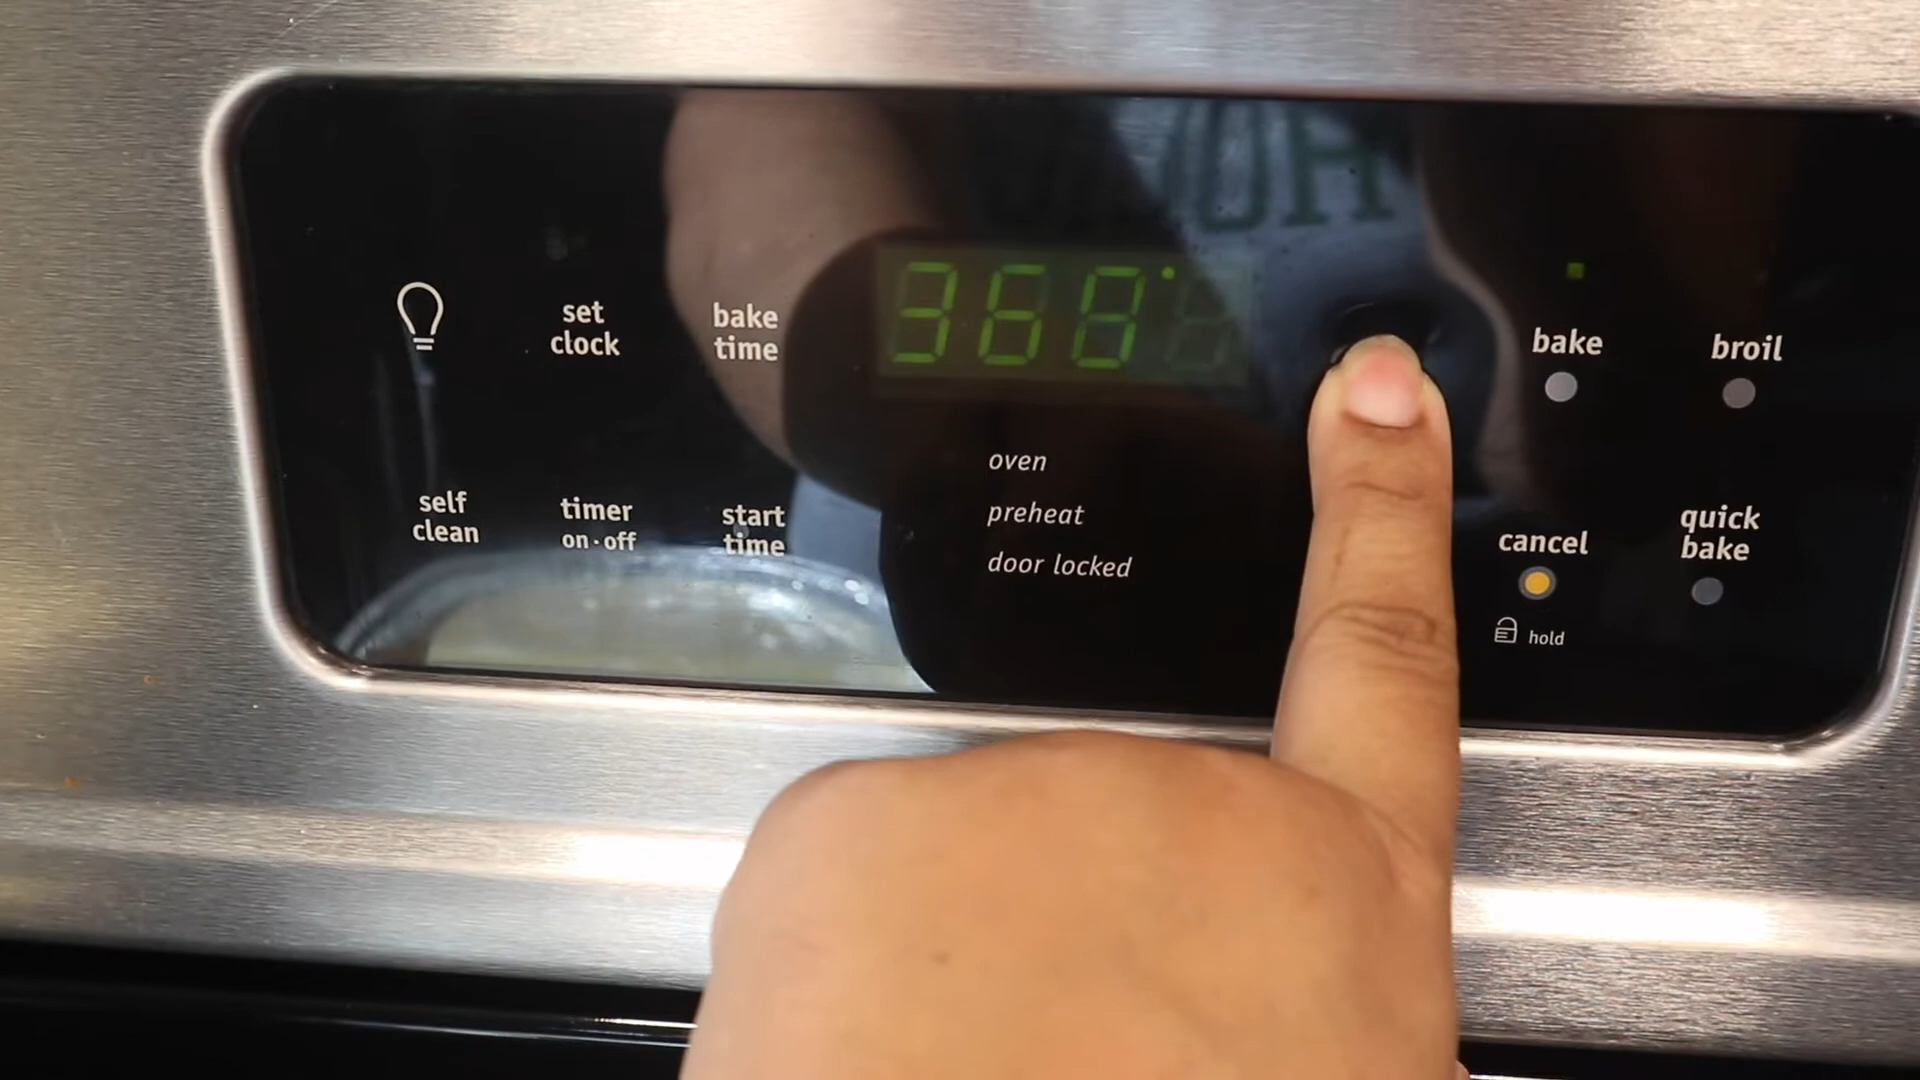 368°
set
clock
bake
time
bake
broil
oven
preheat
door locked
self
clean
timer
on·off
start
time
cancel
hold
quick
bake